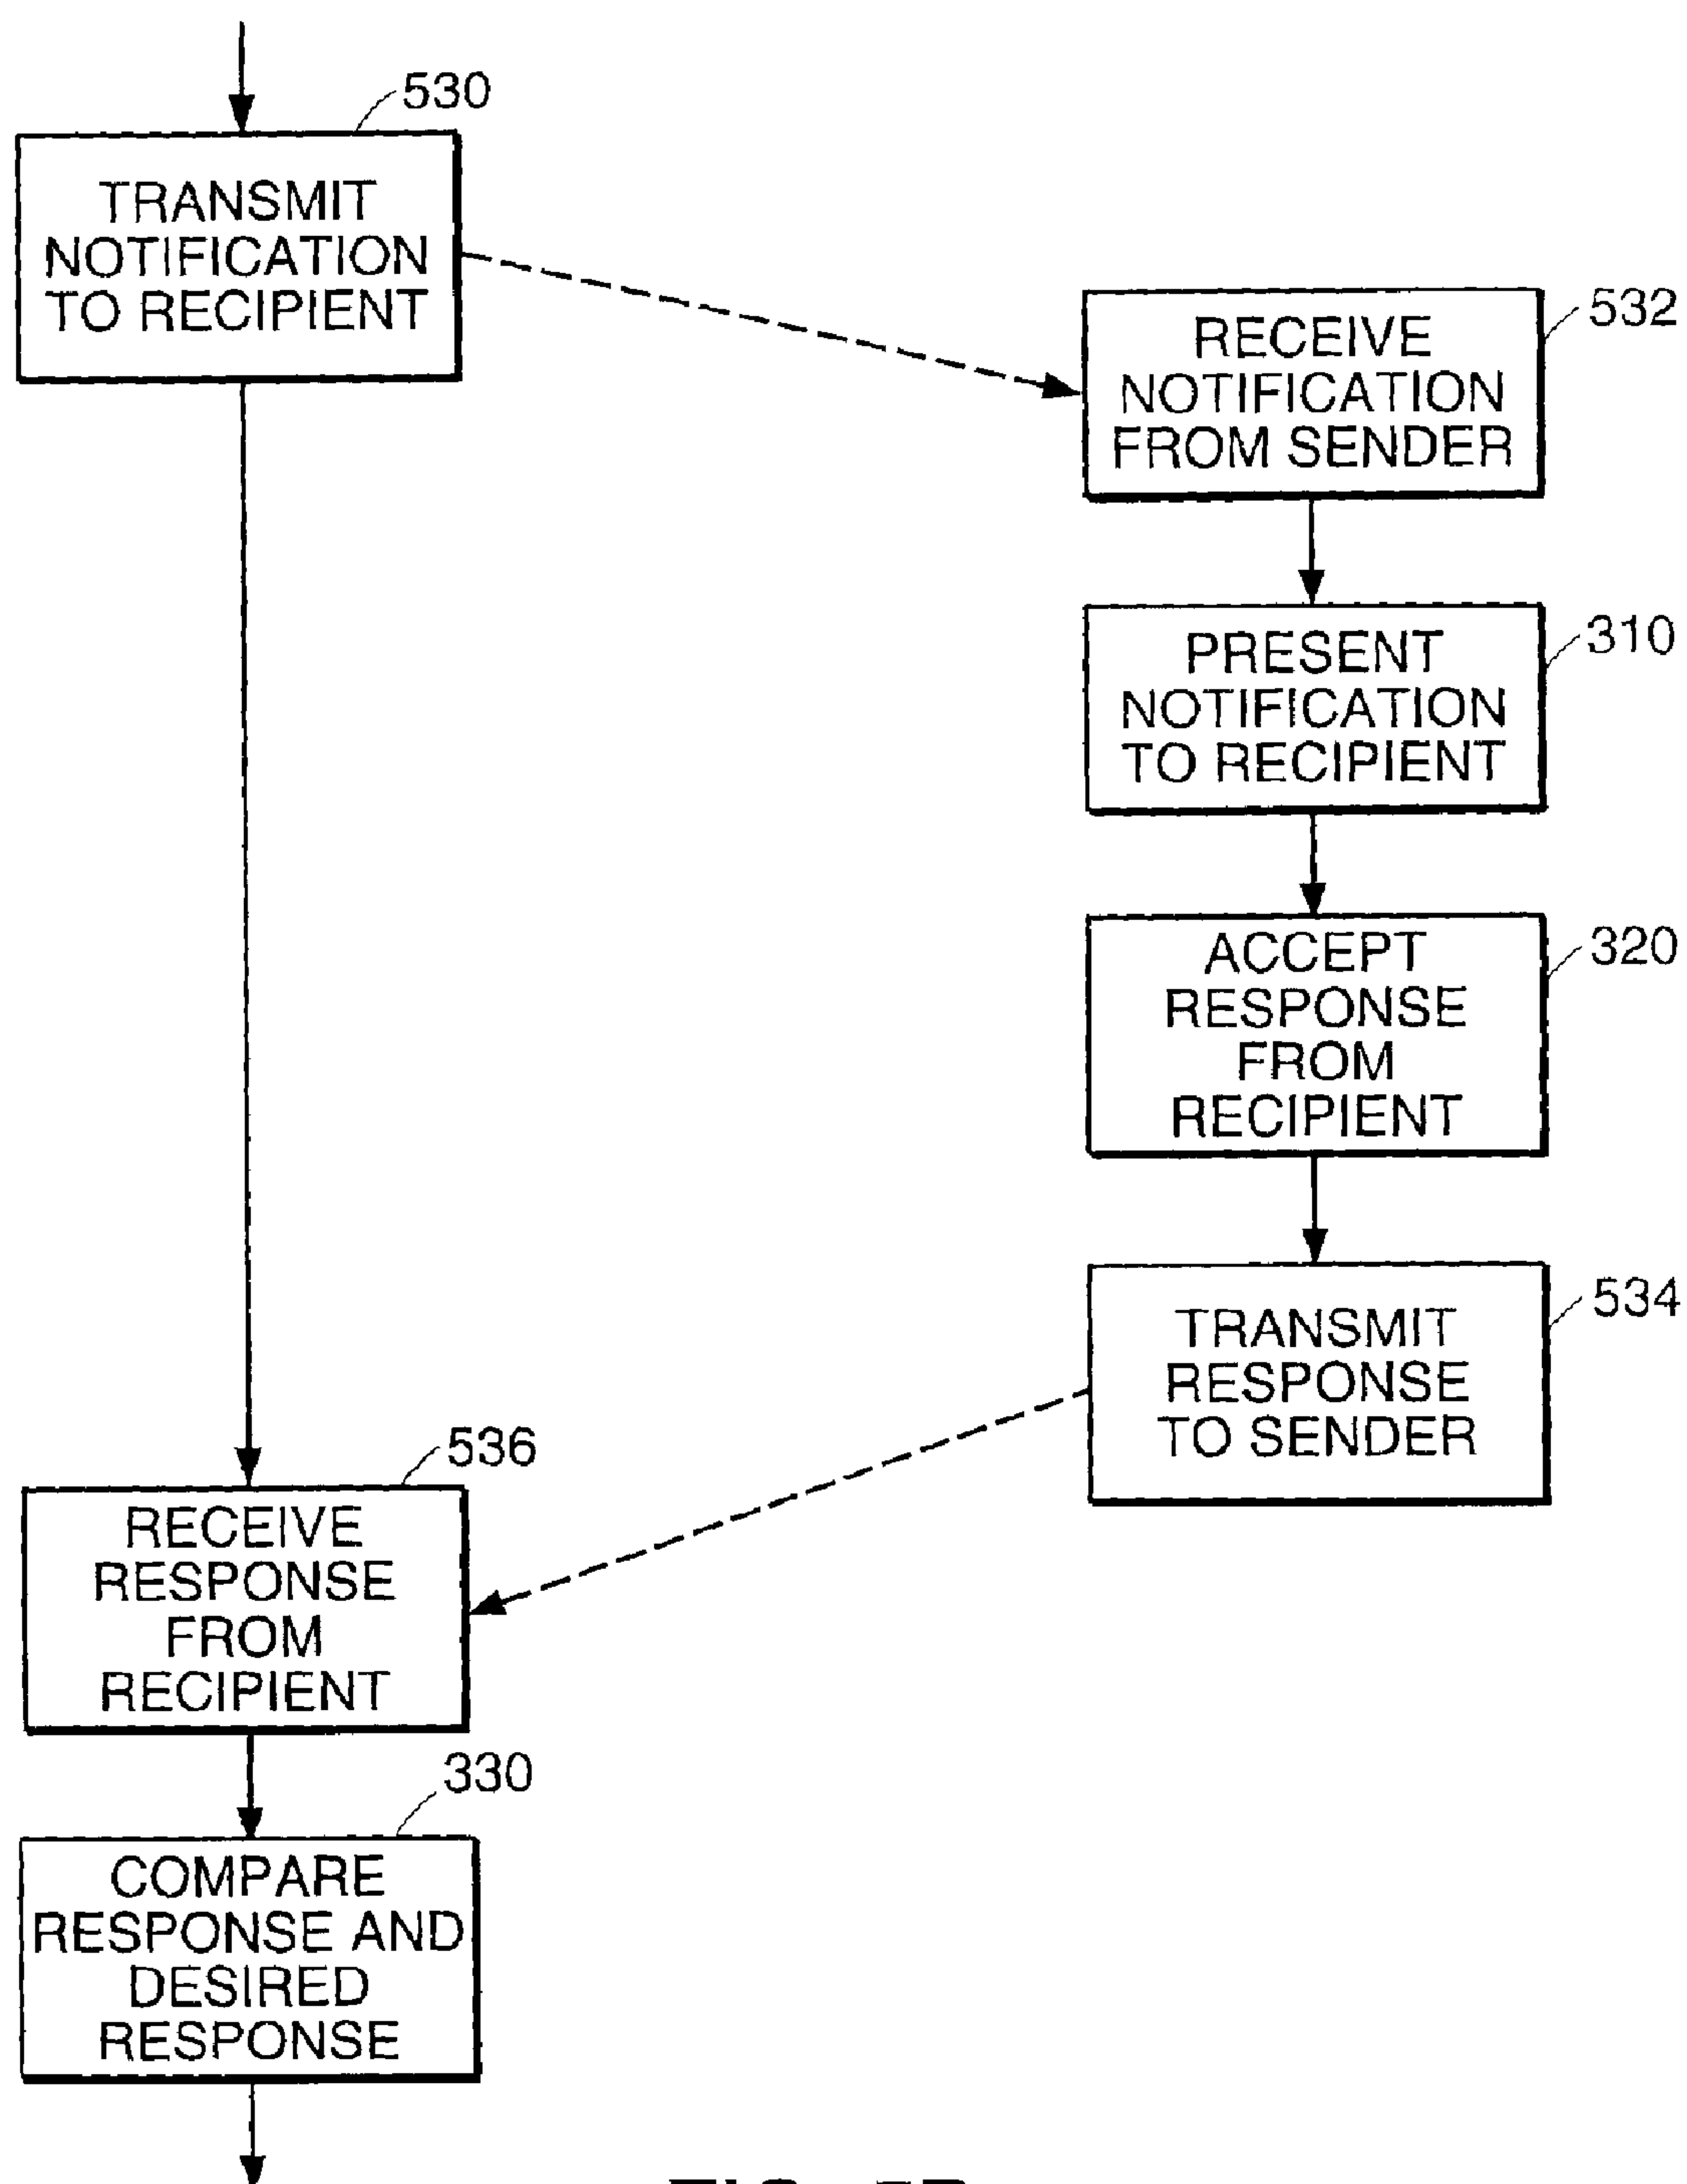 530
TRANSMIT
NOTIFICATION
TO RECIPIENT
532
RECEIVE
NOTIFICATION
FROM SENDER
310
PRESENT
NOTIFICATION
TO RECIPIENT
320
ACCEPT
RESPONSE
FROM
RECIPIENT
534
TRANSMIT
RESPONSE
TO SENDER
536
RECEIVE
RESPONSE
FROM
RECIPIENT
330
COMPARE
RESPONSE AND
DESIRED
RESPONSE